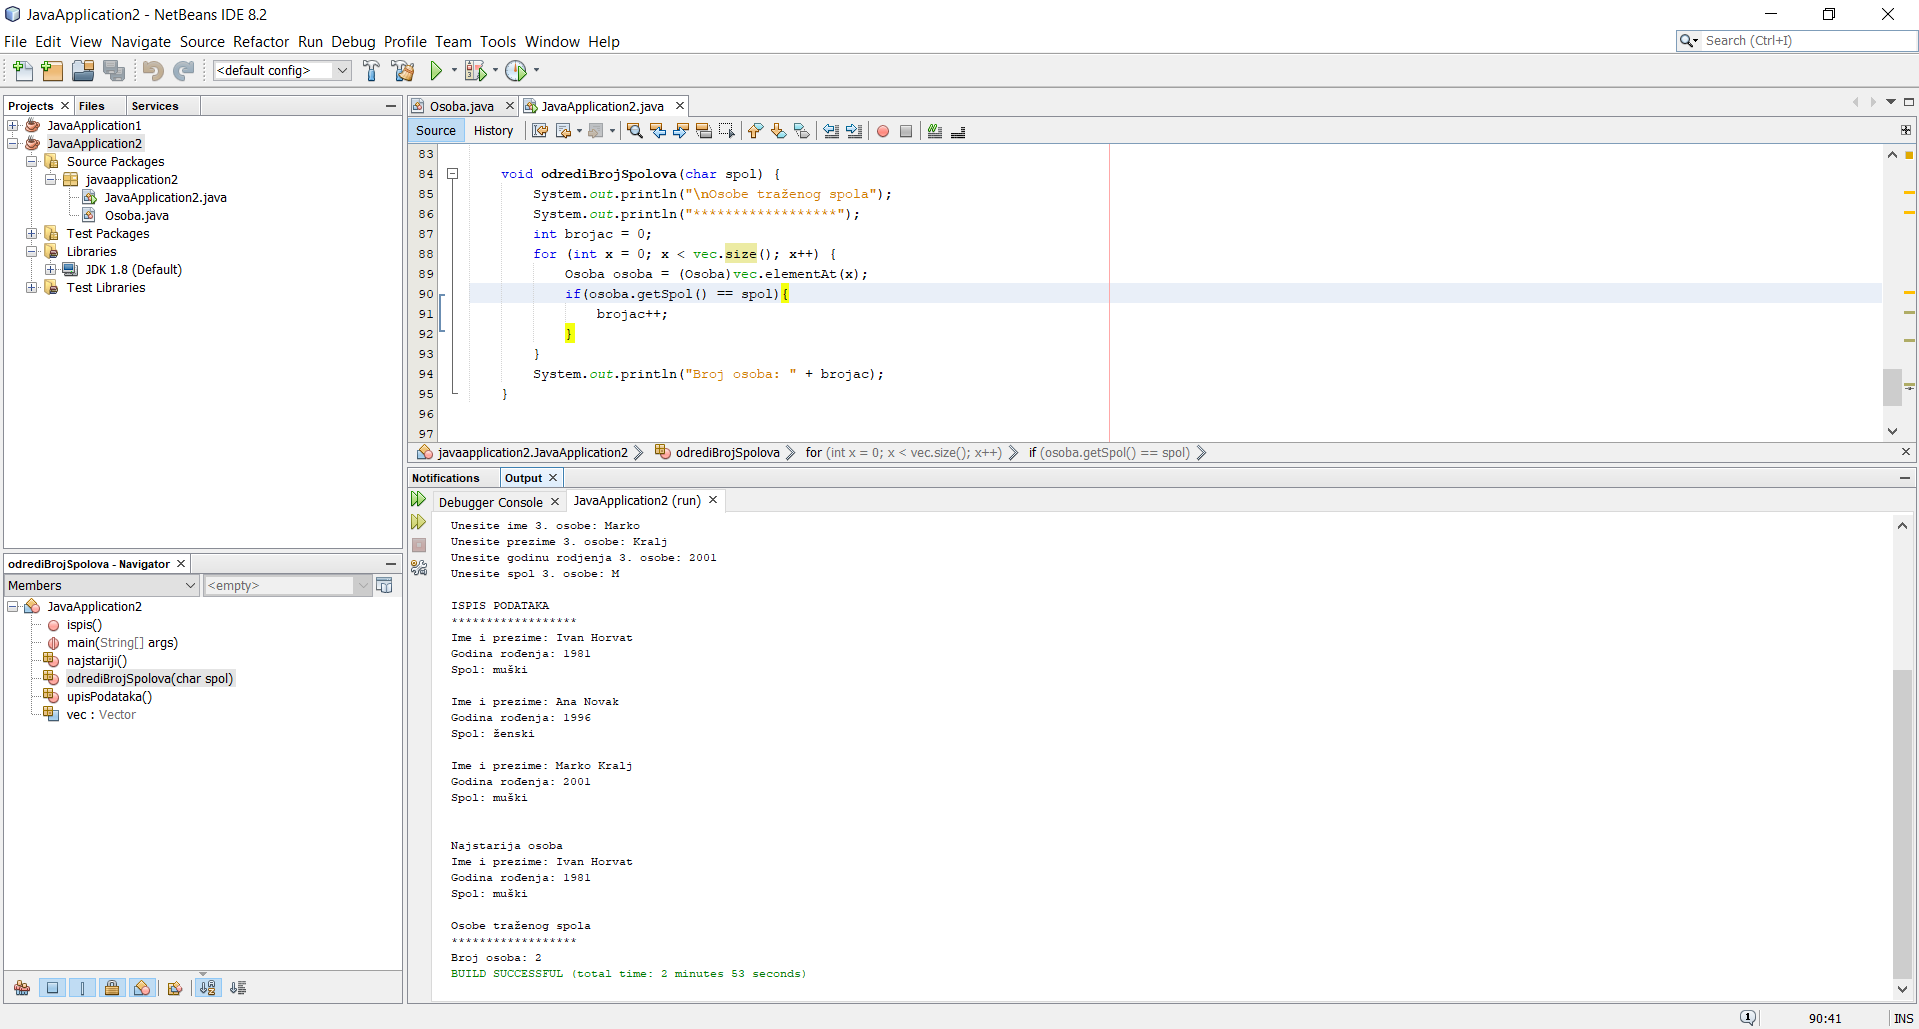 JavaApplication2 - NetBeans IDE 8.2
File Edit View Navigate Source Refactor Run Debug Profile Team Tools Window Help
Search (Ctrl+I)
<default config>
Projects Files Services
JavaApplication1
JavaApplication2
Source Packages
javaapplication2
JavaApplication2.java
Osoba.java
Test Packages
Libraries
JDK 1.8 (Default)
Test Libraries
odrediBrojSpolova - Navigator
Members <empty>
JavaApplication2
ispis()
main(String[] args)
najstariji()
odrediBrojSpolova(char spol)
upisPodataka()
vec : Vector
Osoba.java JavaApplication2.java
Source History
83
84 void odrediBrojSpolova(char spol) {
85 System.out.println("\nOsobe traženog spola");
86 System.out.println("******************");
87 int brojac = 0;
88 for (int x = 0; x < vec.size(); x++) {
89 Osoba osoba = (Osoba)vec.elementAt(x);
90 if(osoba.getSpol() == spol){
91 brojac++;
92 }
93 }
94 System.out.println("Broj osoba: " + brojac);
95 }
96
97
javaapplication2.JavaApplication2 odrediBrojSpolova for (int x = 0; x < vec.size(); x++) if (osoba.getSpol() == spol)
Notifications Output
Debugger Console JavaApplication2 (run)
Unesite ime 3. osobe: Marko
Unesite prezime 3. osobe: Kralj
Unesite godinu rodjenja 3. osobe: 2001
Unesite spol 3. osobe: M
ISPIS PODATAKA
******************
Ime i prezime: Ivan Horvat
Godina rođenja: 1981
Spol: muški
Ime i prezime: Ana Novak
Godina rođenja: 1996
Spol: ženski
Ime i prezime: Marko Kralj
Godina rođenja: 2001
Spol: muški
Najstarija osoba
Ime i prezime: Ivan Horvat
Godina rođenja: 1981
Spol: muški
Osobe traženog spola
******************
Broj osoba: 2
BUILD SUCCESSFUL (total time: 2 minutes 53 seconds)
1 90:41 INS